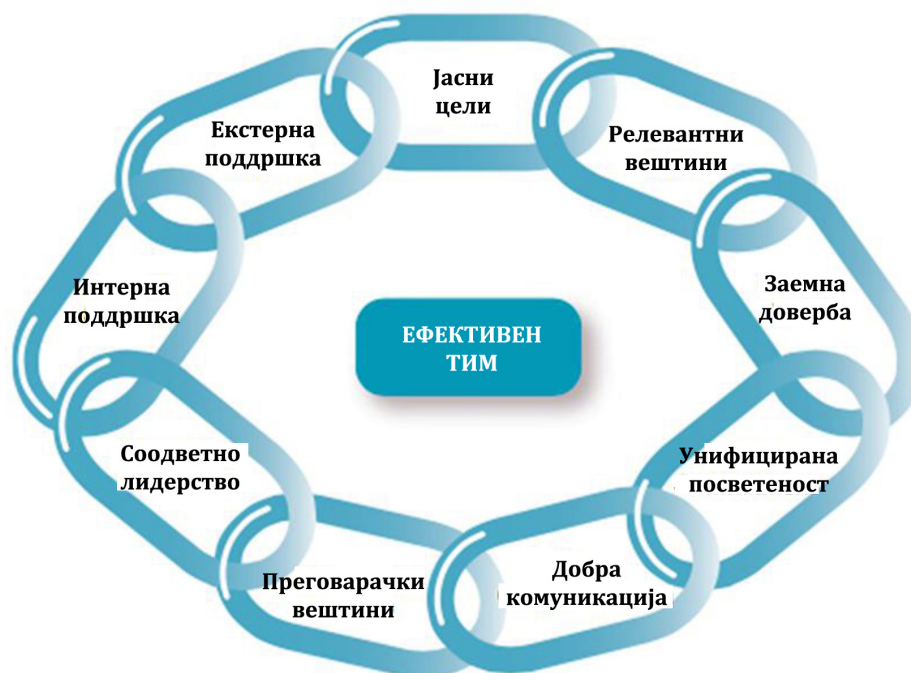 Јасни
цели
Релевантни
вештини
Заемна
доверба
Унифицирана
посветеност
Добра
комуникација
Преговарачки
вештини
Соодветно
лидерство
Интерна
поддршка
Екстерна
поддршка
ЕФЕКТИВЕН
ТИМ